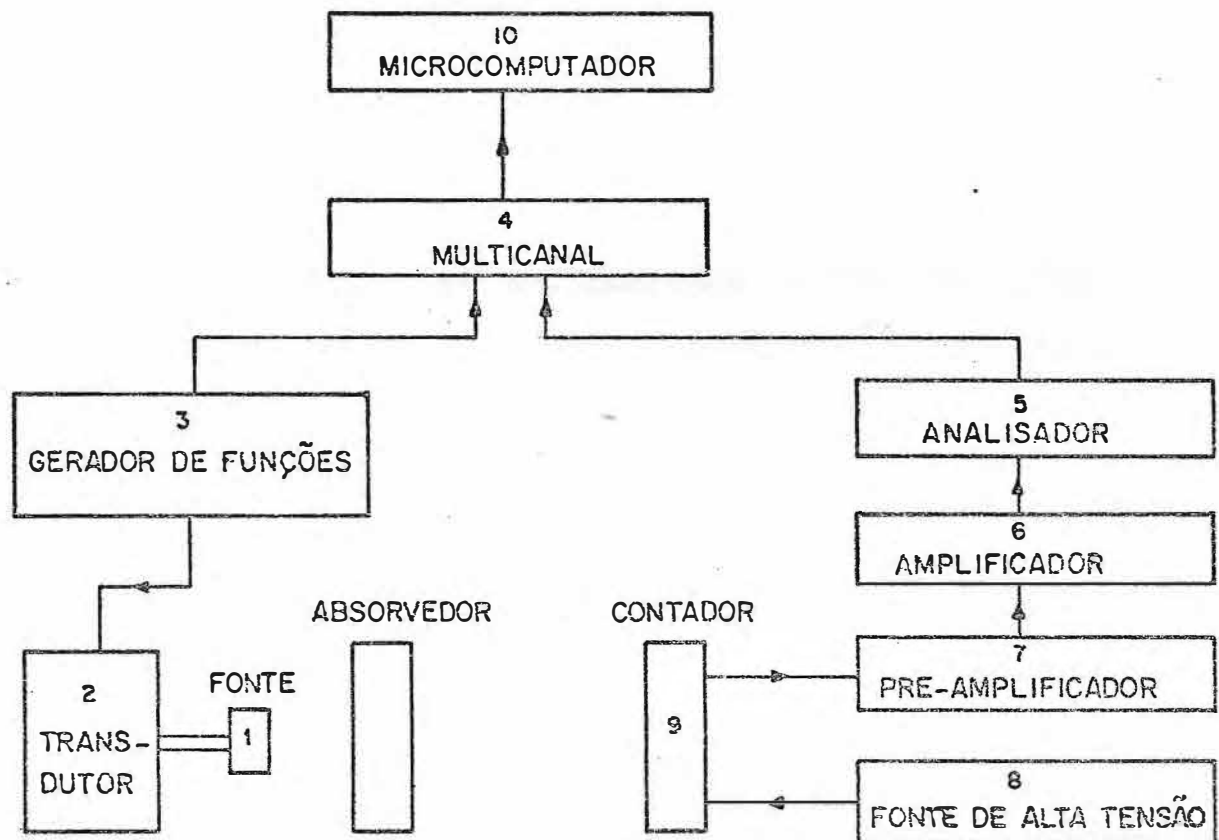 10
MICROCOMPUTADOR
4
MULTICANAL
3
GERADOR DE FUNÇÕES
5
ANALISADOR
6
AMPLIFICADOR
ABSORVEDOR
CONTADOR
7
PRE-AMPLIFICADOR
2
TRANS-
DUTOR
FONTE
1
9
8
FONTE DE ALTA TENSÃO